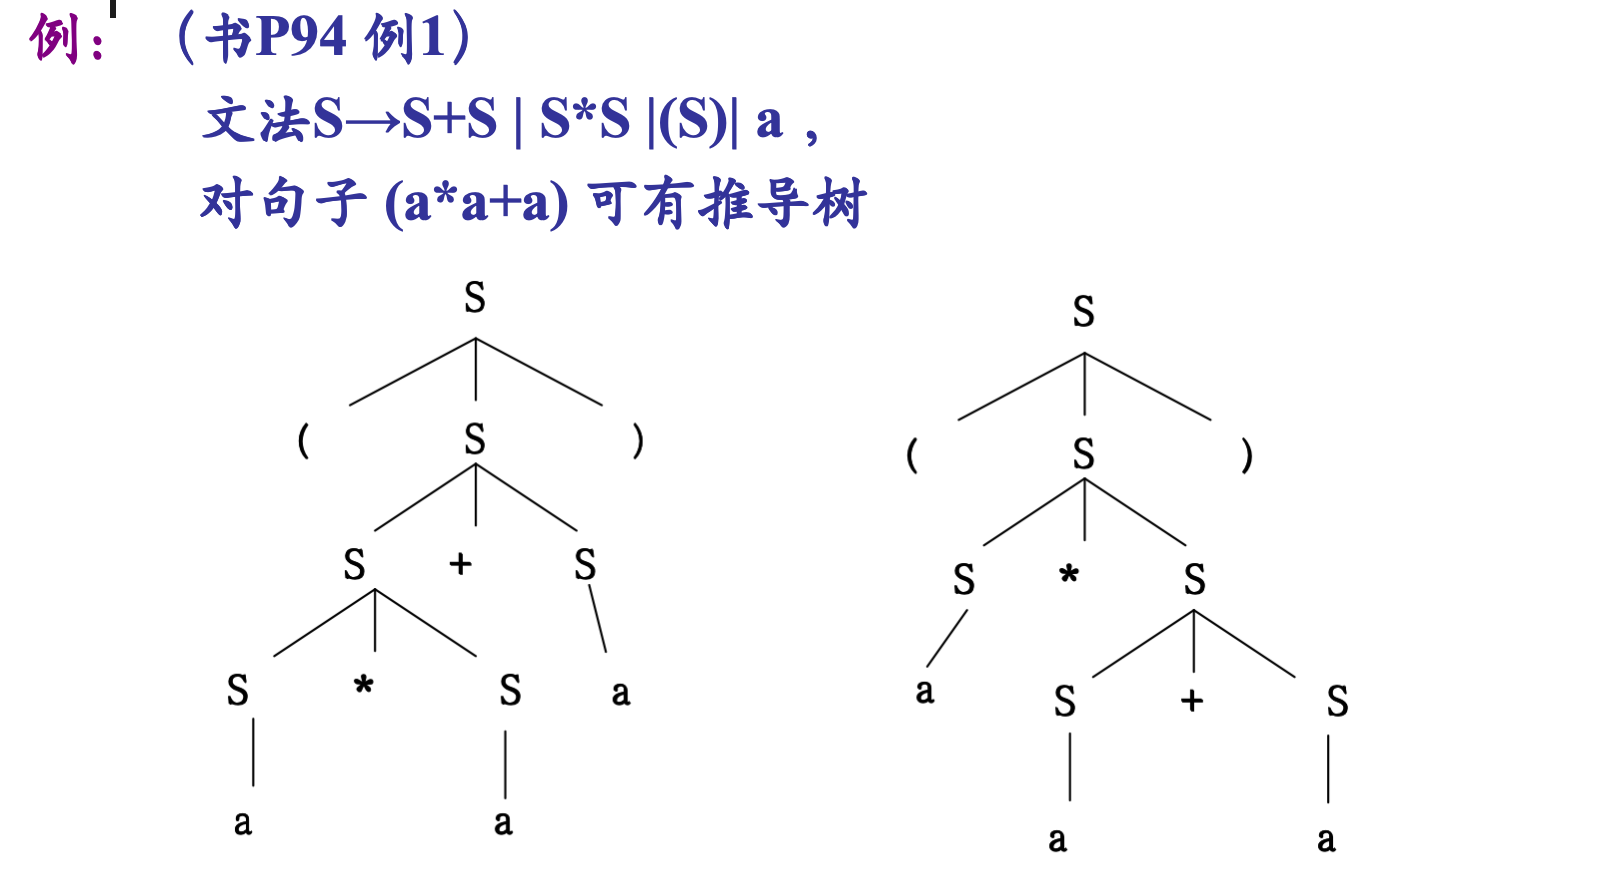 例: （书P94 例1）
文法S→S+S | S*S |(S)| a ,
对句子 (a*a+a) 可有推导树
S S
( S ) ( S )
S + S S * S
S * S a a S + S
a a a a